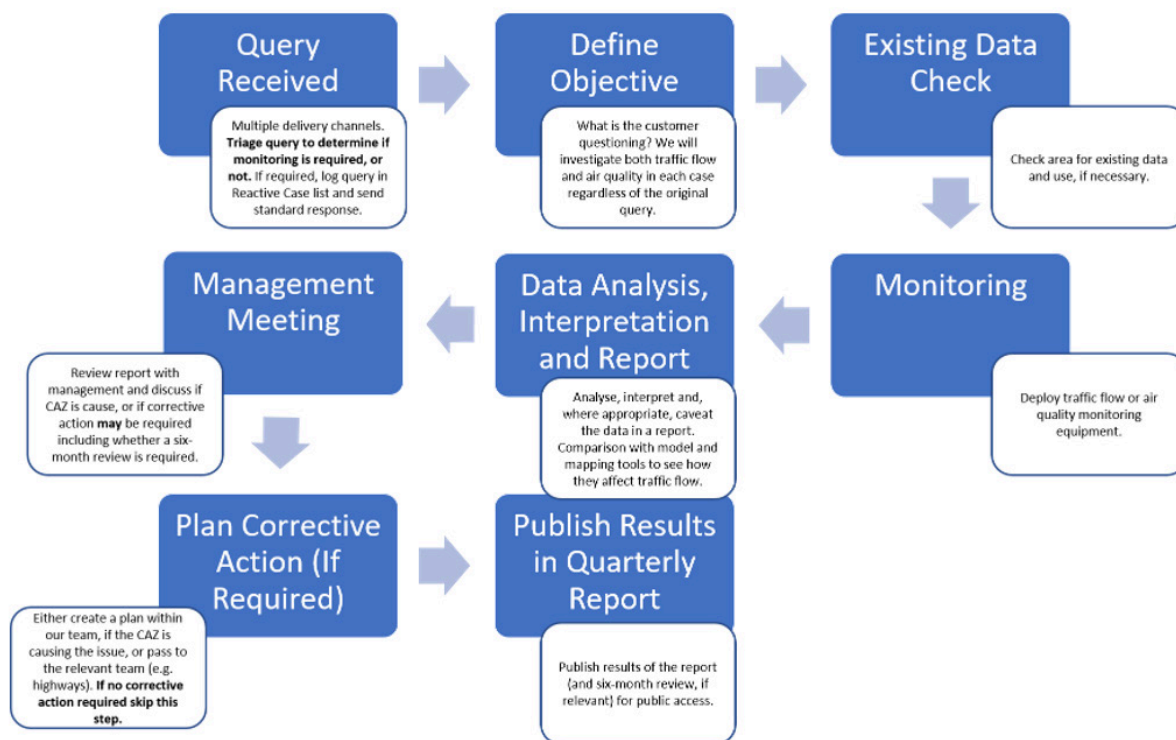 Query
Received
Multiple delivery channels.
Triage query to determine if
monitoring is required, or
not. If required, log query in
Reactive Case list and send
standard response.
Define
Objective
What is the customer
questioning? We will
investigate both traffic flow
and air quality in each case
regardless of the original
query.
Existing Data
Check
Check area for existing data
and use, if necessary.
Monitoring
Deploy traffic flow or air
quality monitoring
equipment.
Data Analysis,
Interpretation
and Report
Analyse, interpret and,
where appropriate, caveat
the data in a report.
Comparison with model and
mapping tools to see how
they affect traffic flow.
Management
Meeting
Review report with
management and discuss if
CAZ is cause, or if corrective
action may be required
including whether a six-
month review is required.
Plan Corrective
Action (If
Required)
Either create a plan within
our team, if the CAZ is
causing the issue, or pass to
the relevant team (e.g.
highways). If no corrective
action required skip this
step.
Publish Results
in Quarterly
Report
Publish results of the report
(and six-month review, if
relevant) for public access.